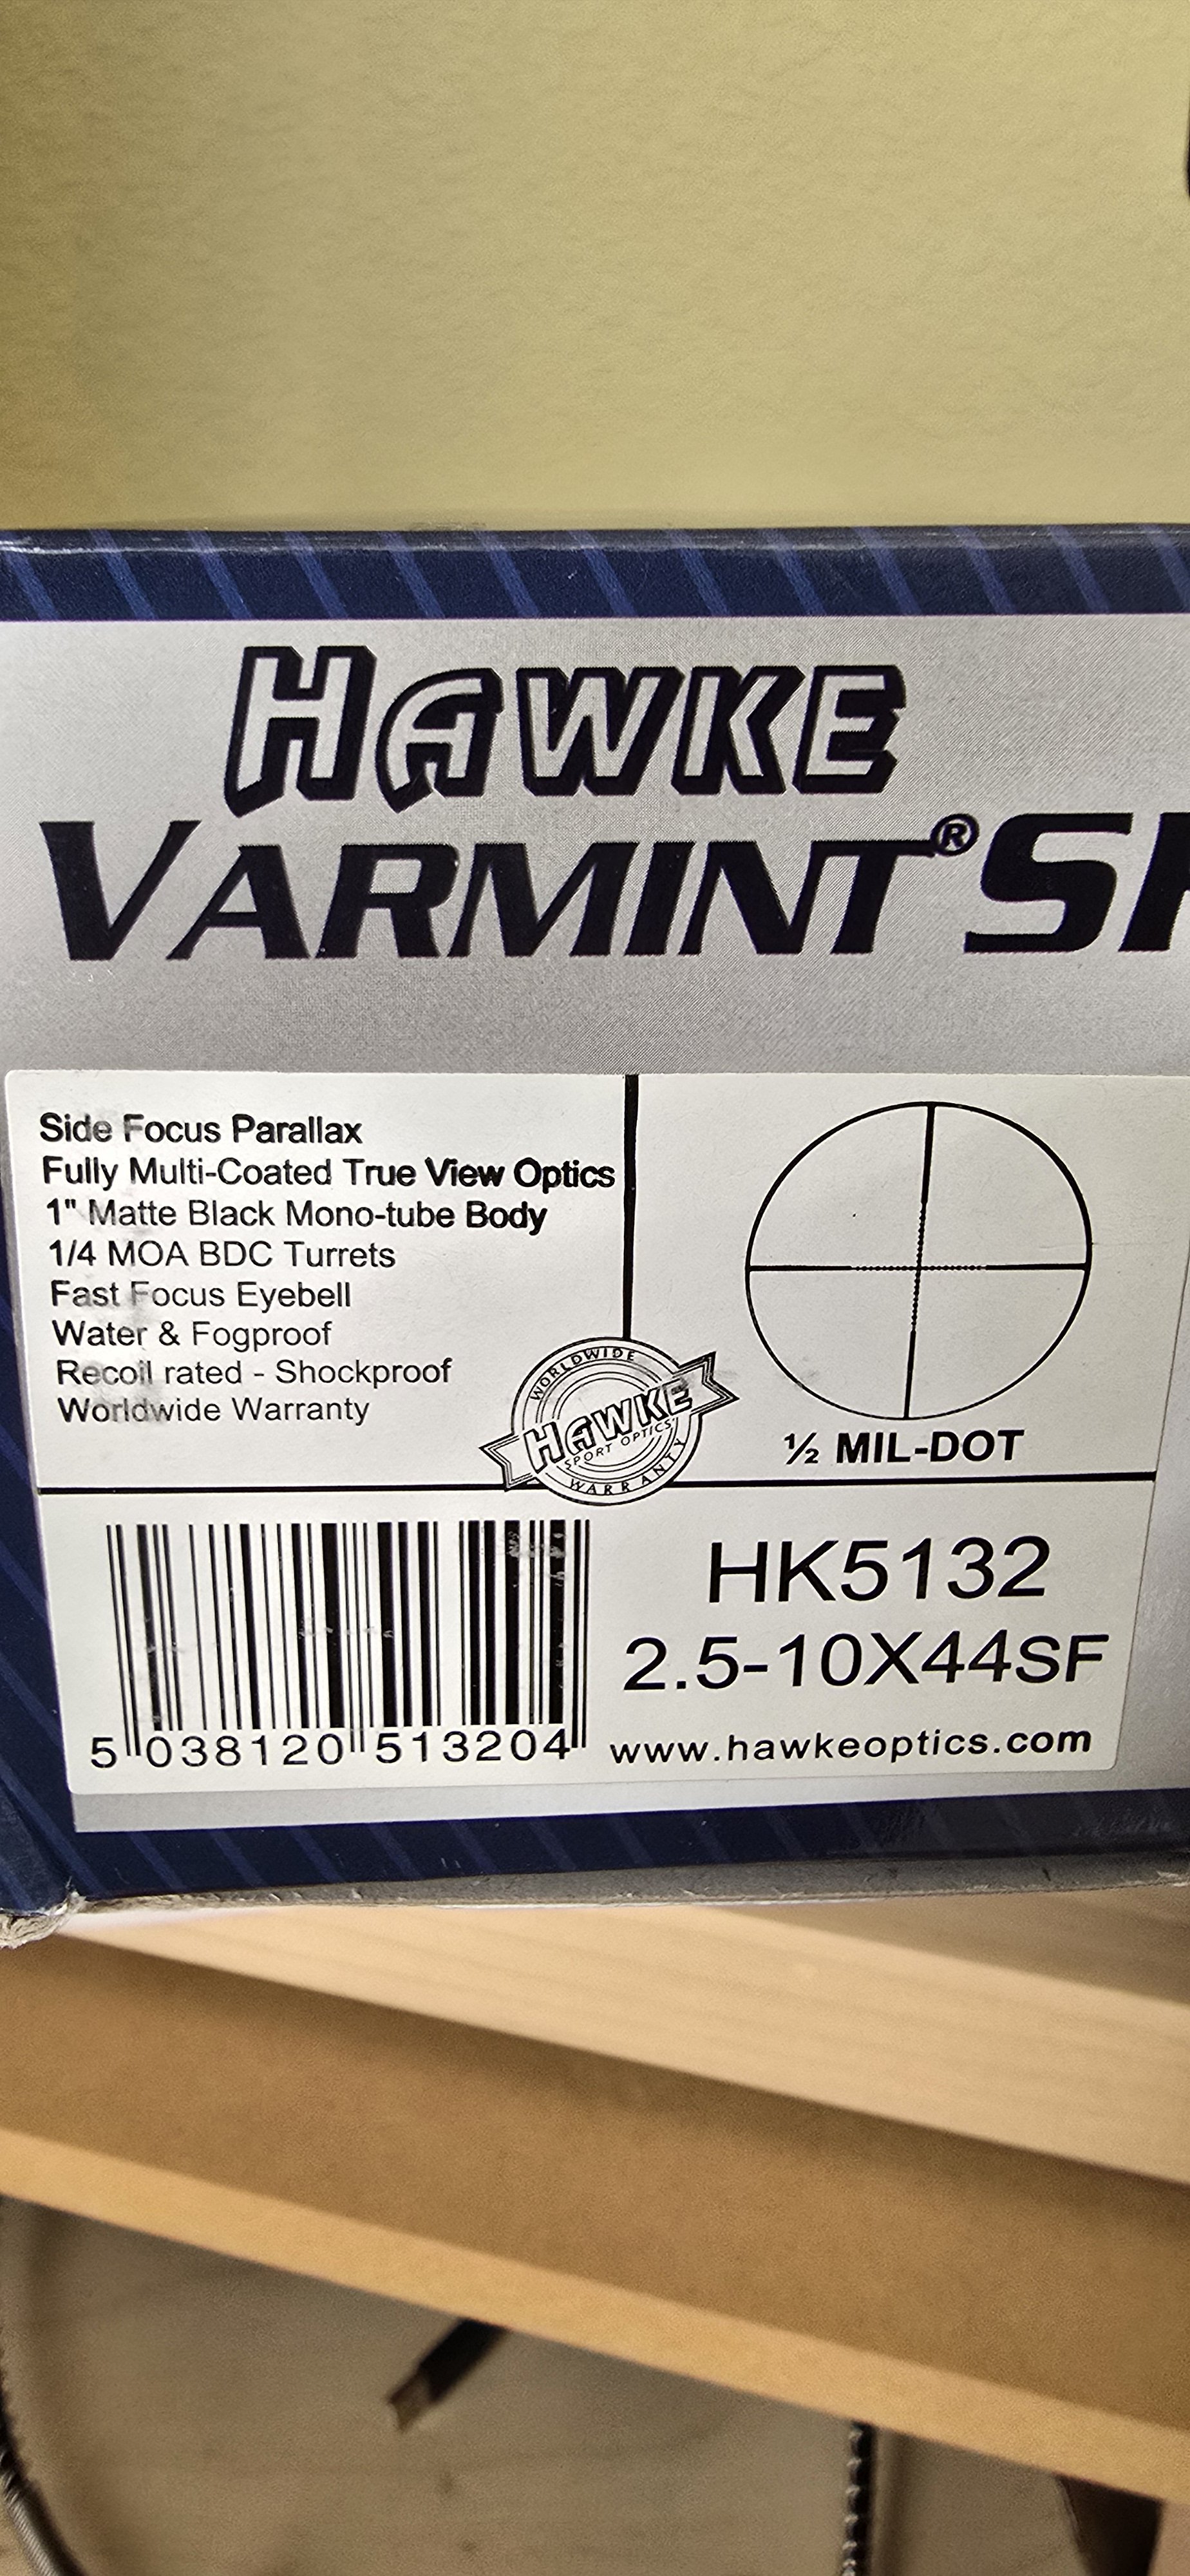 HAWKE
VARMINT® S
Side Focus Parallax
Fully Multi-Coated True View Optics
1" Matte Black Mono-tube Body
1/4 MOA BDC Turrets
Fast Focus Eyebell
Water & Fogproof
Recoil rated - Shockproof
Worldwide Warranty
WORLDWIDE
HAWKE
SPORT OPTICS
WARRANTY
½ MIL-DOT
HK5132
2.5-10X44SF
5 038120 513204
www.hawkeoptics.com